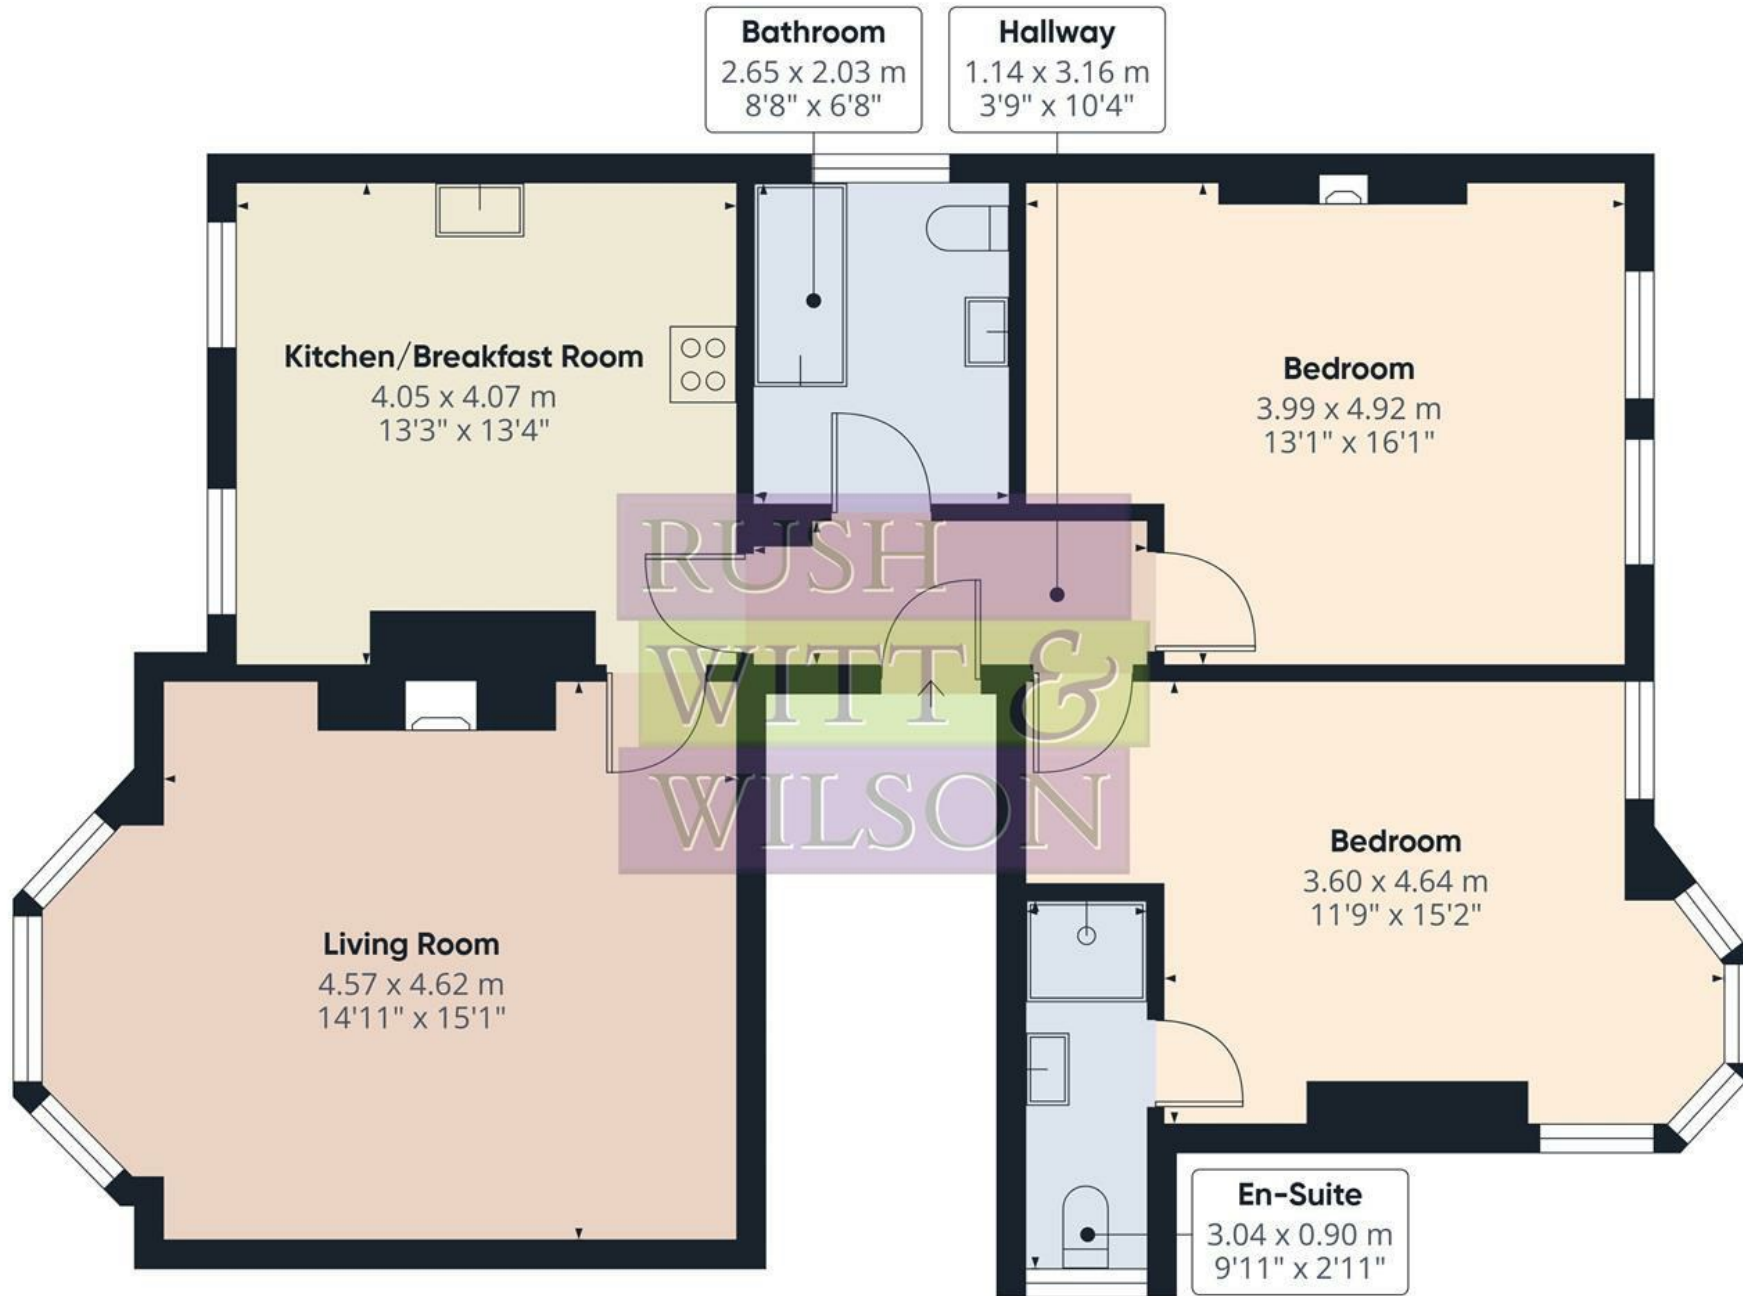 Bathroom
2.65 x 2.03 m
8'8" x 6'8"
Hallway
1.14 x 3.16 m
3'9" x 10'4"
Kitchen/Breakfast Room
4.05 x 4.07 m
13'3" x 13'4"
Bedroom
3.99 x 4.92 m
13'1" x 16'1"
RUSH
WITT &
WILSON
Living Room
4.57 x 4.62 m
14'11" x 15'1"
Bedroom
3.60 x 4.64 m
11'9" x 15'2"
En-Suite
3.04 x 0.90 m
9'11" x 2'11"